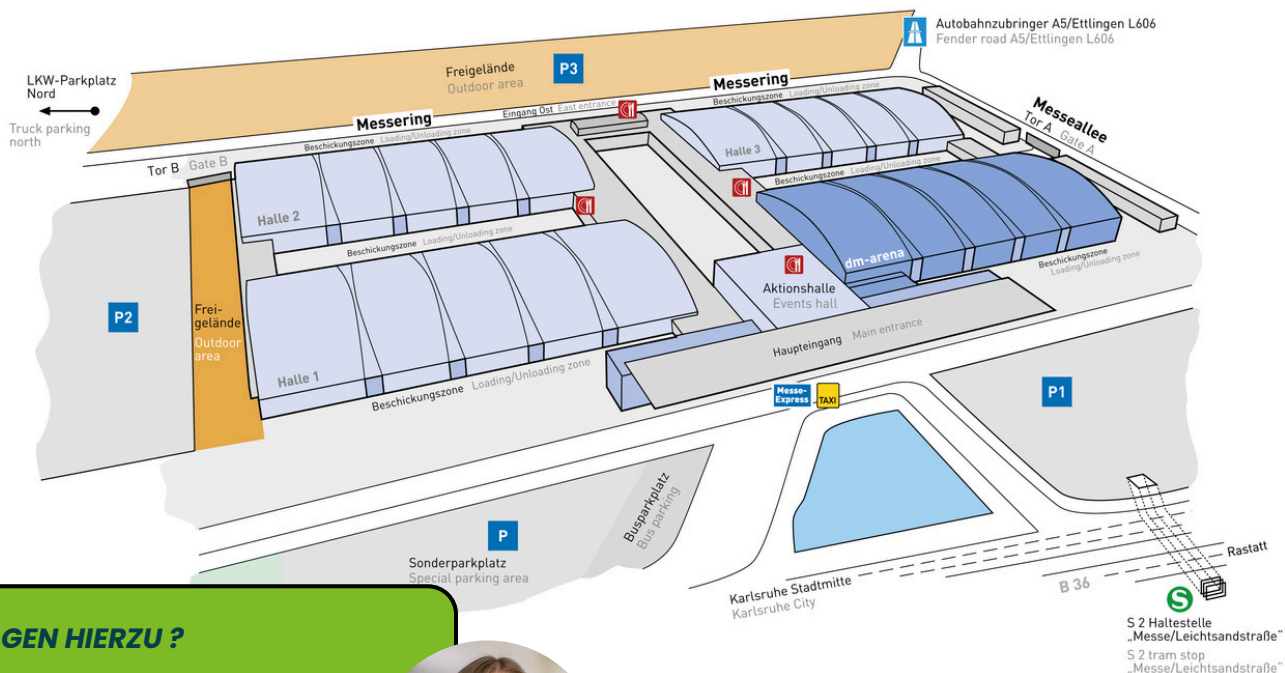 Autobahnzubringer A5/Ettlingen L606
Fender road A5/Ettlingen L606
LKW-Parkplatz
Nord
Truck parking
north
Freigelände
Outdoor area
P3
Messering
Beschickungszone Loading/Unloading zone
Eingang Ost East entrance
Messering
Beschickungszone Loading/Unloading zone
Messeallee
Tor A Gate A
Tor B Gate B
Halle 3
Beschickungszone Loading/Unloading zone
Halle 2
Beschickungszone Loading/Unloading zone
dm-arena
Beschickungszone
Loading/Unloading zone
Aktionshalle
Events hall
P2
Frei-
gelände
Outdoor
area
Halle 1
Beschickungszone Loading/Unloading zone
Haupteingang Main entrance
Messe-
Express
TAXI
P1
Busparkplatz
Bus parking
P
Sonderparkplatz
Special parking area
Karlsruhe Stadtmitte
Karlsruhe City
B 36
Rastatt
S
S 2 Haltestelle
„Messe/Leichtsandstraße"
S 2 tram stop
„Messe/Leichtsandstraße"
GEN HIERZU ?